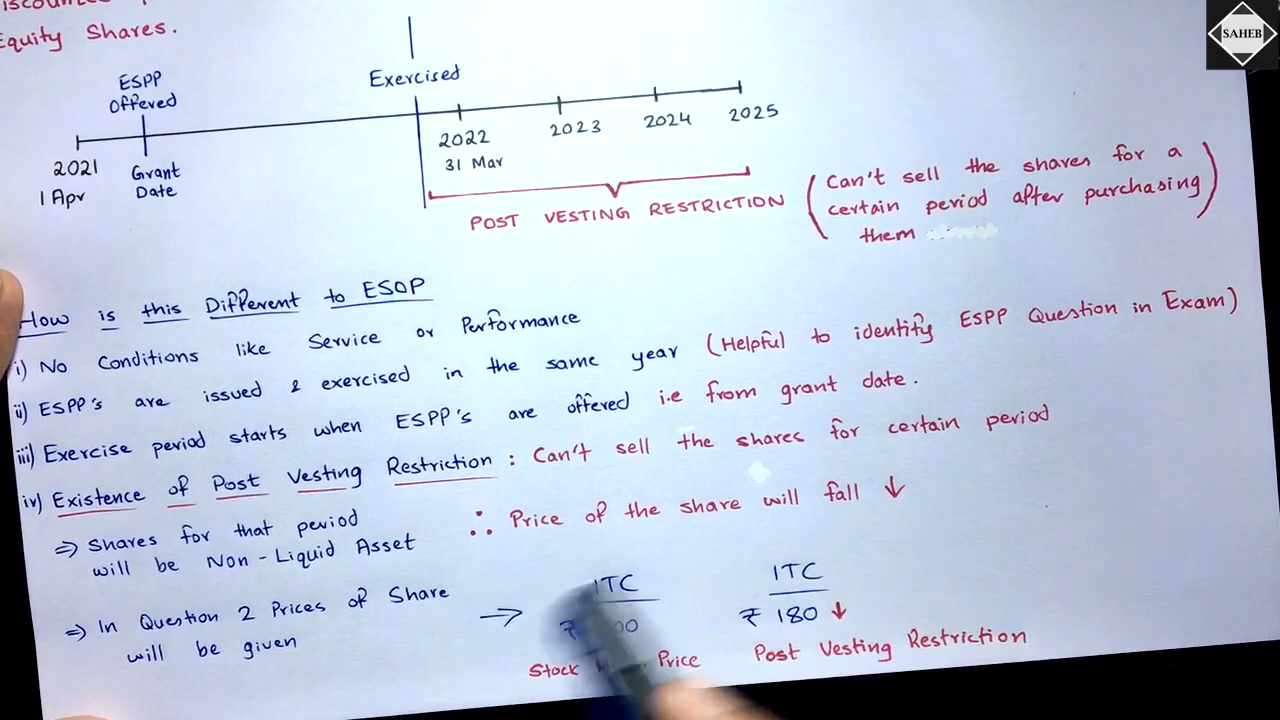 Equity Shares.
SAHEB
ESPP
Offered
Exercised
2021
1 Apr
Grant
Date
2022
31 Mar
2023
2024
2025
POST VESTING RESTRICTION
(Can't sell the shares for a
certain period after purchasing
them)
How is this Different to ESOP
i) No Conditions like Service or Performance
ii) ESPP's are issued & exercised in the same year (Helpful to identify ESPP Question in Exam)
iii) Exercise period starts when ESPP's are offered i.e from grant date.
iv) Existence of Post Vesting Restriction : Can't sell the shares for certain period
⇒ Shares for that period
will be Non-Liquid Asset
∴ Price of the share will fall ↓
⇒ In Question 2 Prices of Share
will be given
→
ITC
₹ 00
Stock Price
ITC
₹ 180 ↓
Post Vesting Restriction